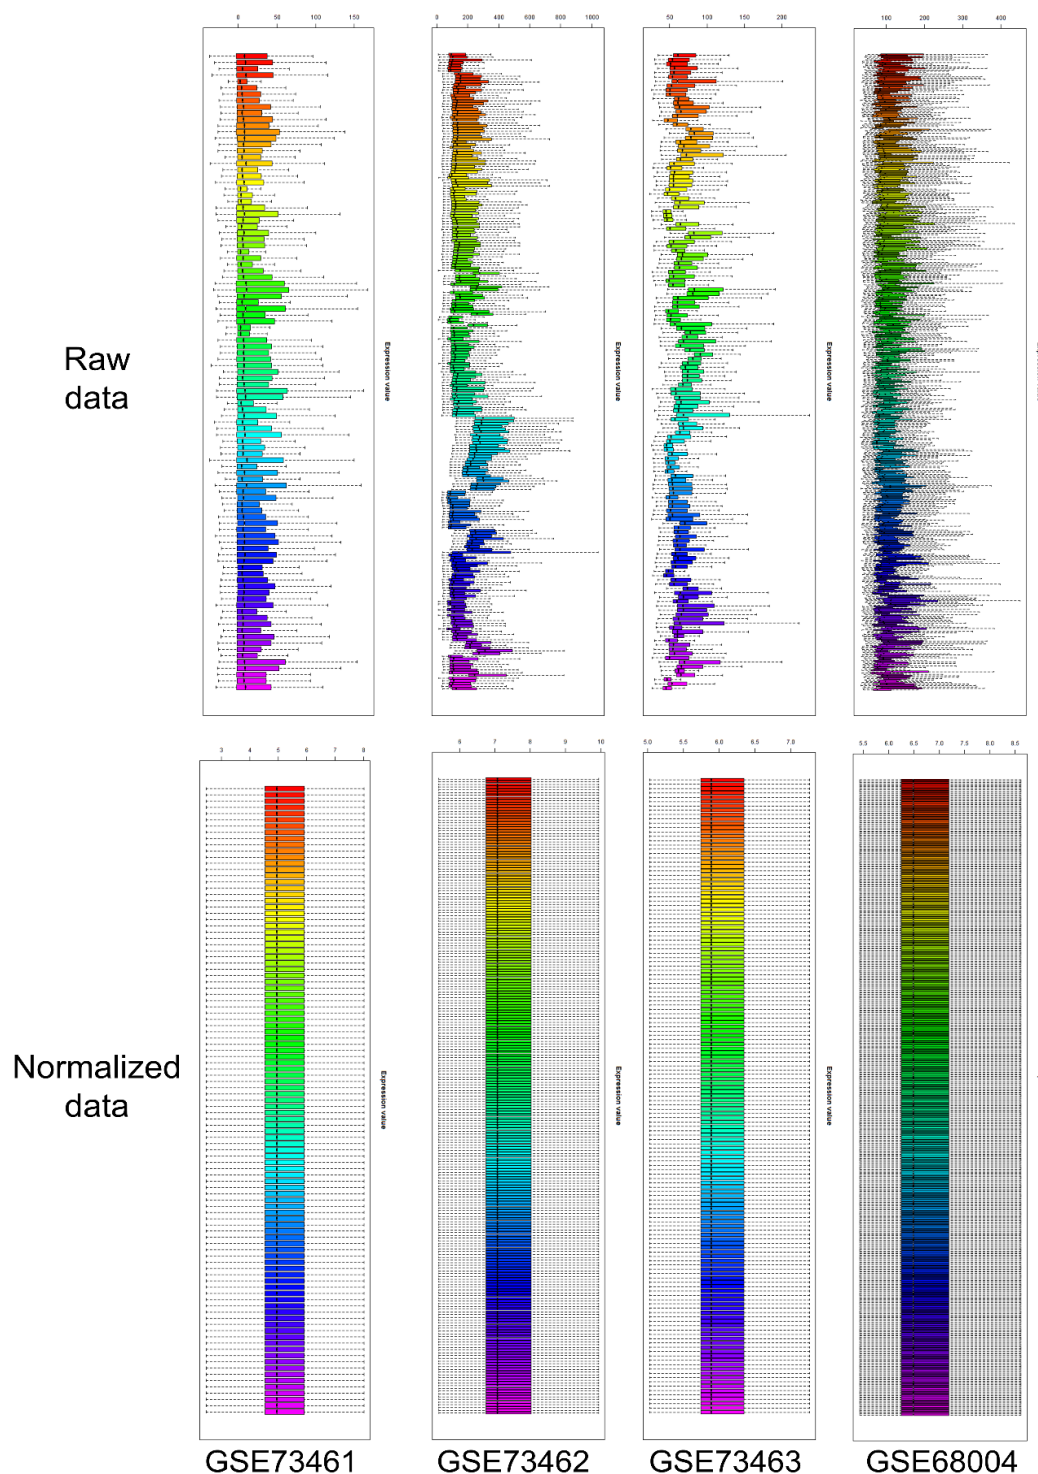 0 50 100 150
0 200 400 600 800 1000
50 100 150 200
100 200 300 400
Raw
data
Expression value
Expression value
Expression value
3 4 5 6 7 8
6 7 8 9 10
5.0 5.5 6.0 6.5 7.0
5.5 6.0 6.5 7.0 7.5 8.0 8.5
Normalized
data
Expression value
Expression value
Expression value
GSE73461 GSE73462 GSE73463 GSE68004